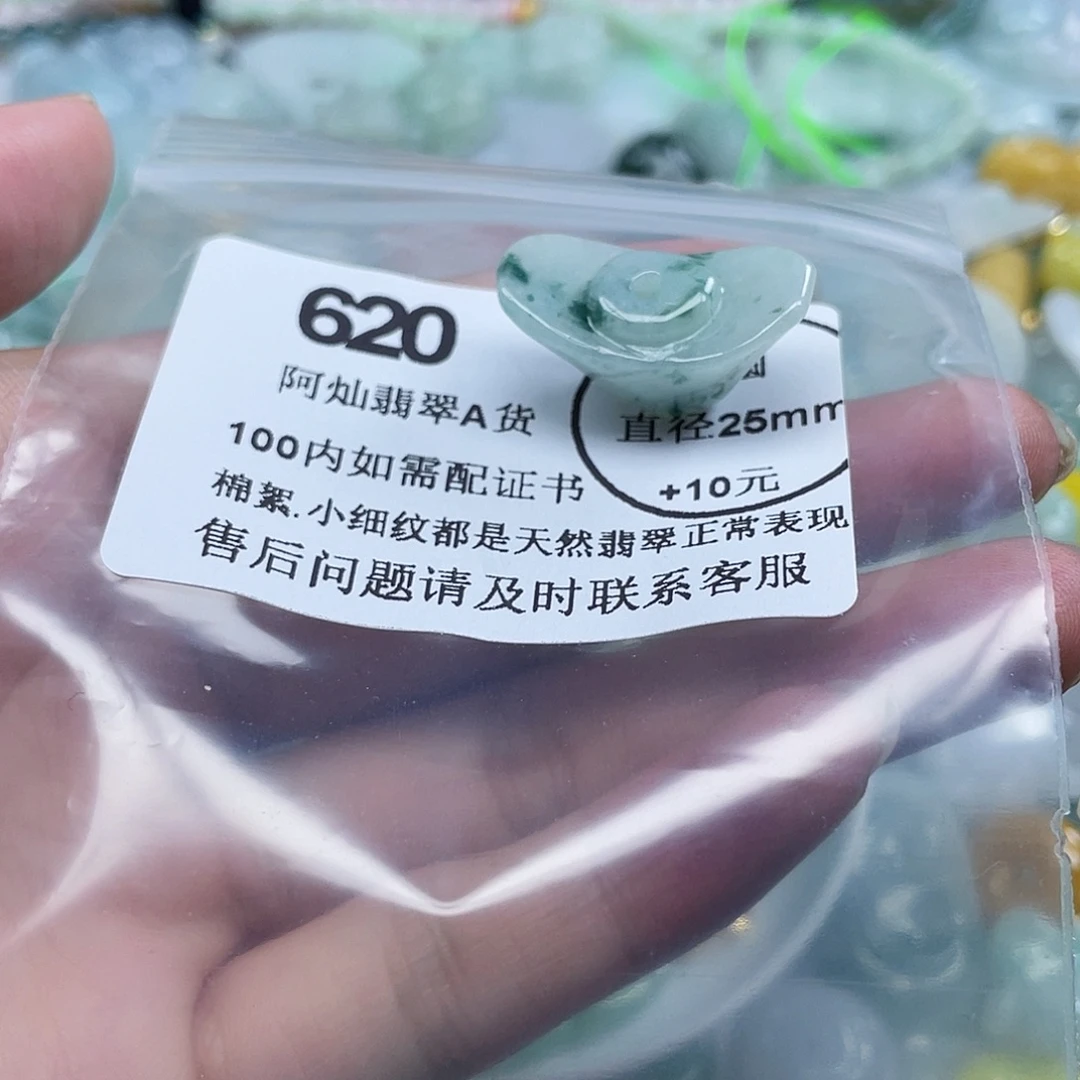 620
阿灿翡翠A货
100内如需配证书
直径25mm
+10元
棉絮.小细纹都是天然翡翠正常表现
售后问题请及时联系客服